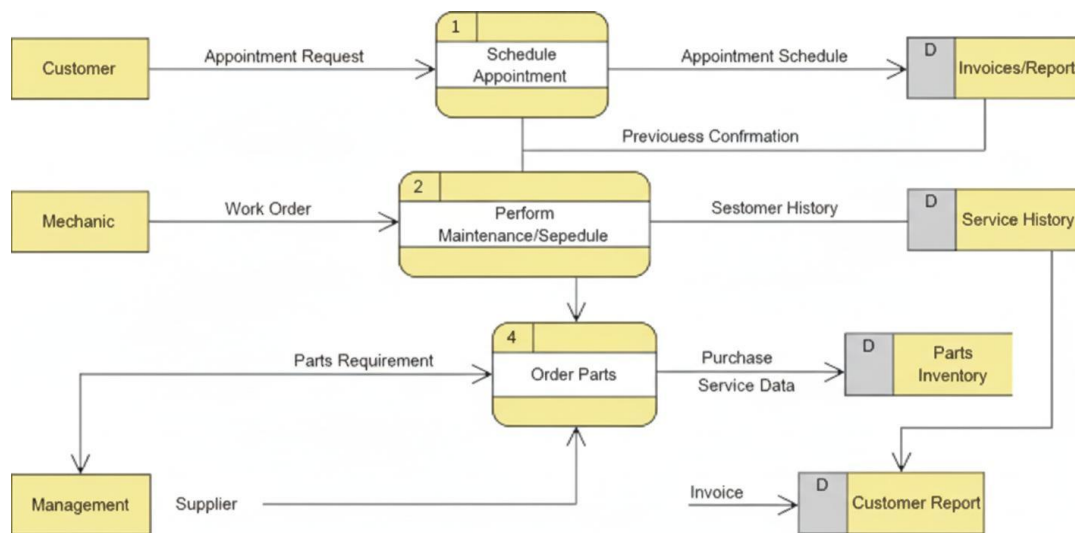 1
Customer
Appointment Request
Schedule
Appointment
Appointment Schedule
D
Invoices/Report
Previouess Confrmation
2
Mechanic
Work Order
Perform
Maintenance/Sepedule
Sestomer History
D
Service History
4
Parts Requirement
Order Parts
Purchase
Service Data
D
Parts
Inventory
Management
Supplier
Invoice
D
Customer Report